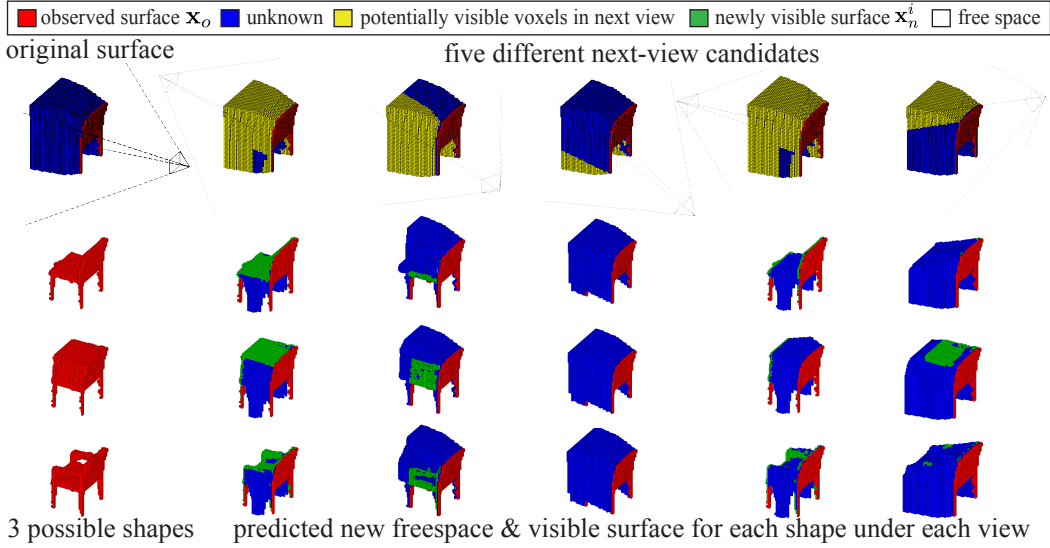 observed surface x_o unknown potentially visible voxels in next view newly visible surface x_n^i free space
original surface five different next-view candidates
3 possible shapes predicted new freespace & visible surface for each shape under each view